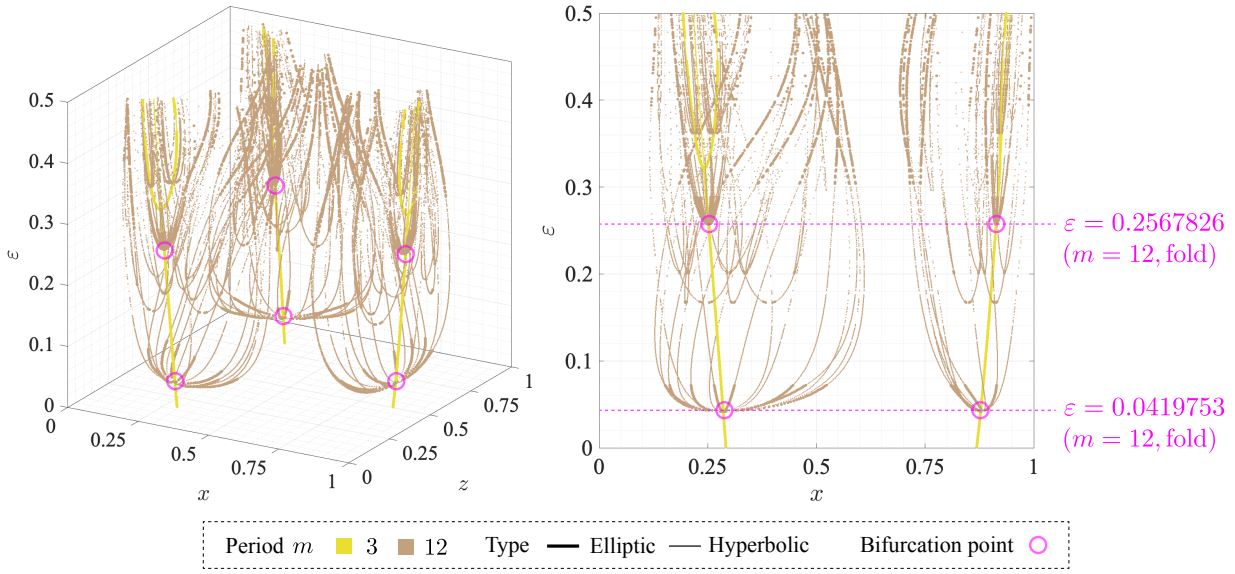 0.5
0.4
0.3
0.2
0.1
0
ε
0
0.25
0.5
0.75
1
x
0
0.25
0.5
0.75
1
z
0.5
0.4
0.3
0.2
0.1
0
ε
0
0.25
0.5
0.75
1
x
ε = 0.2567826
(m = 12, fold)
ε = 0.0419753
(m = 12, fold)
Period m 3 12 Type Elliptic Hyperbolic Bifurcation point